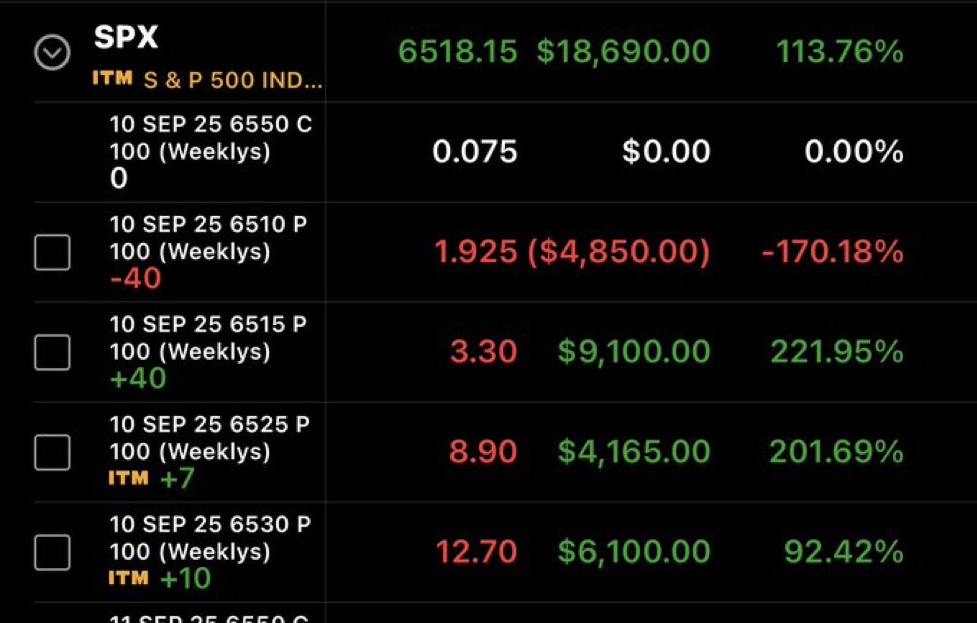 SPX 6518.15 $18,690.00 113.76%
ITM S & P 500 IND...
10 SEP 25 6550 C
100 (Weeklys) 0.075 $0.00 0.00%
0
10 SEP 25 6510 P
100 (Weeklys) 1.925 ($4,850.00) -170.18%
-40
10 SEP 25 6515 P
100 (Weeklys) 3.30 $9,100.00 221.95%
+40
10 SEP 25 6525 P
100 (Weeklys) 8.90 $4,165.00 201.69%
ITM +7
10 SEP 25 6530 P
100 (Weeklys) 12.70 $6,100.00 92.42%
ITM +10
11 SEP 25 6550 C